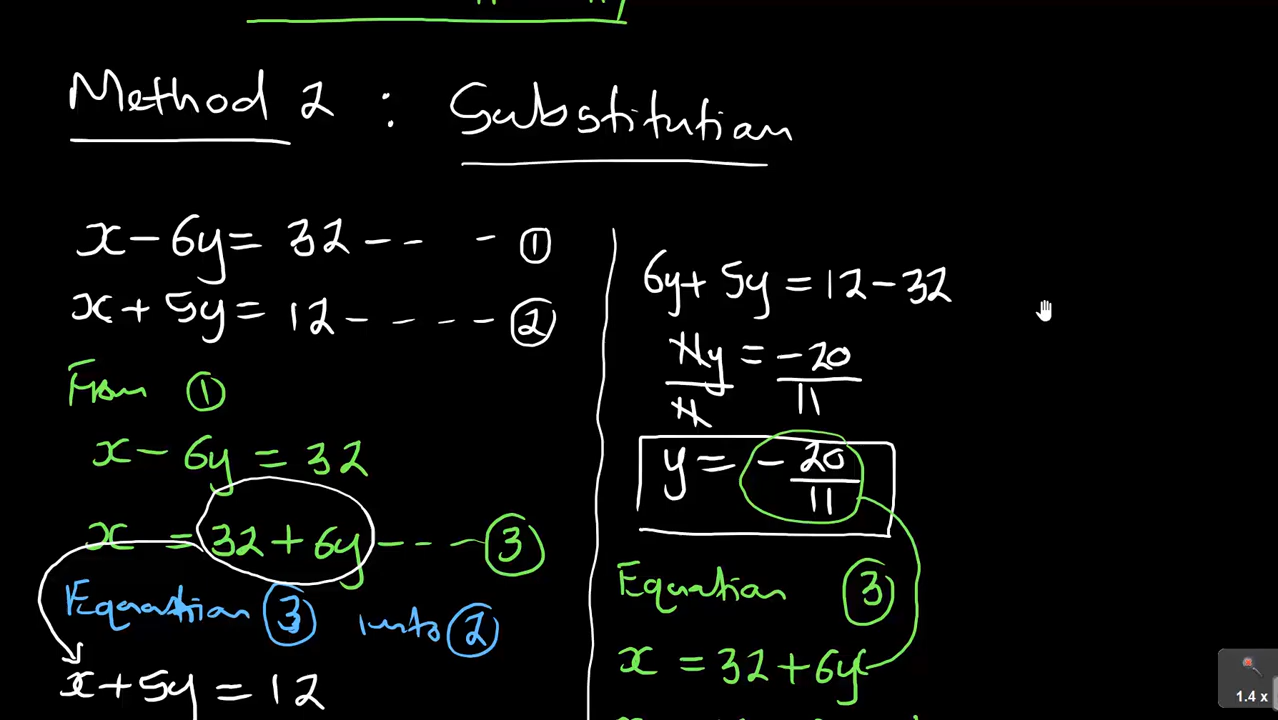 Method 2 : Substitution
x - 6y = 32 -- - ①
x + 5y = 12 - - - - - ②
From ①
x - 6y = 32
x = 32 + 6y - - - - ③
Equation ③ into ②
x + 5y = 12
6y + 5y = 12 - 32
11y = -20
11 11
y = - 20
11
Equation ③
x = 32 + 6y
1.4 x